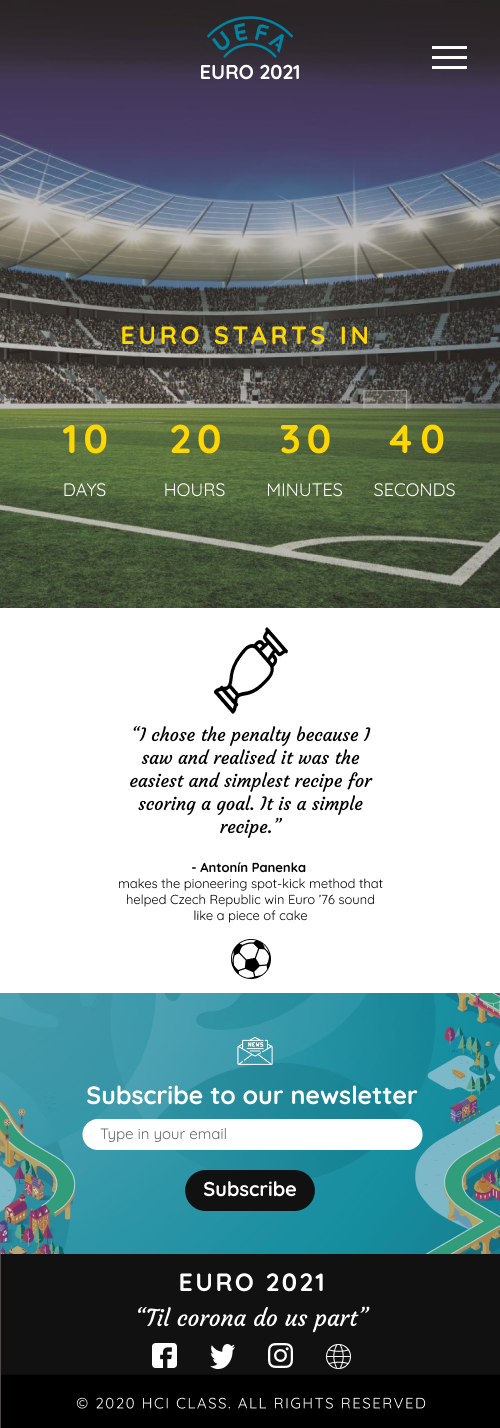 UEFA
EURO 2021
EURO STARTS IN
10 20 30 40
DAYS HOURS MINUTES SECONDS
“I chose the penalty because I
saw and realised it was the
easiest and simplest recipe for
scoring a goal. It is a simple
recipe.”
- Antonín Panenka
makes the pioneering spot-kick method that
helped Czech Republic win Euro ’76 sound
like a piece of cake
NEWS
Subscribe to our newsletter
Type in your email
Subscribe
EURO 2021
“Til corona do us part”
© 2020 HCI CLASS. ALL RIGHTS RESERVED